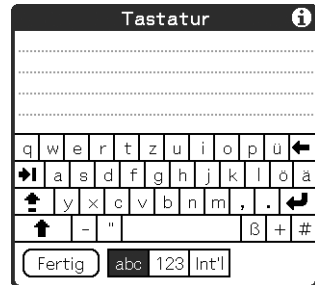 Tastatur i
q w e r t z u i o p ü
a s d f g h j k l ö ä
y x c v b n m , .
- " ß + #
Fertig abc 123 Int'l